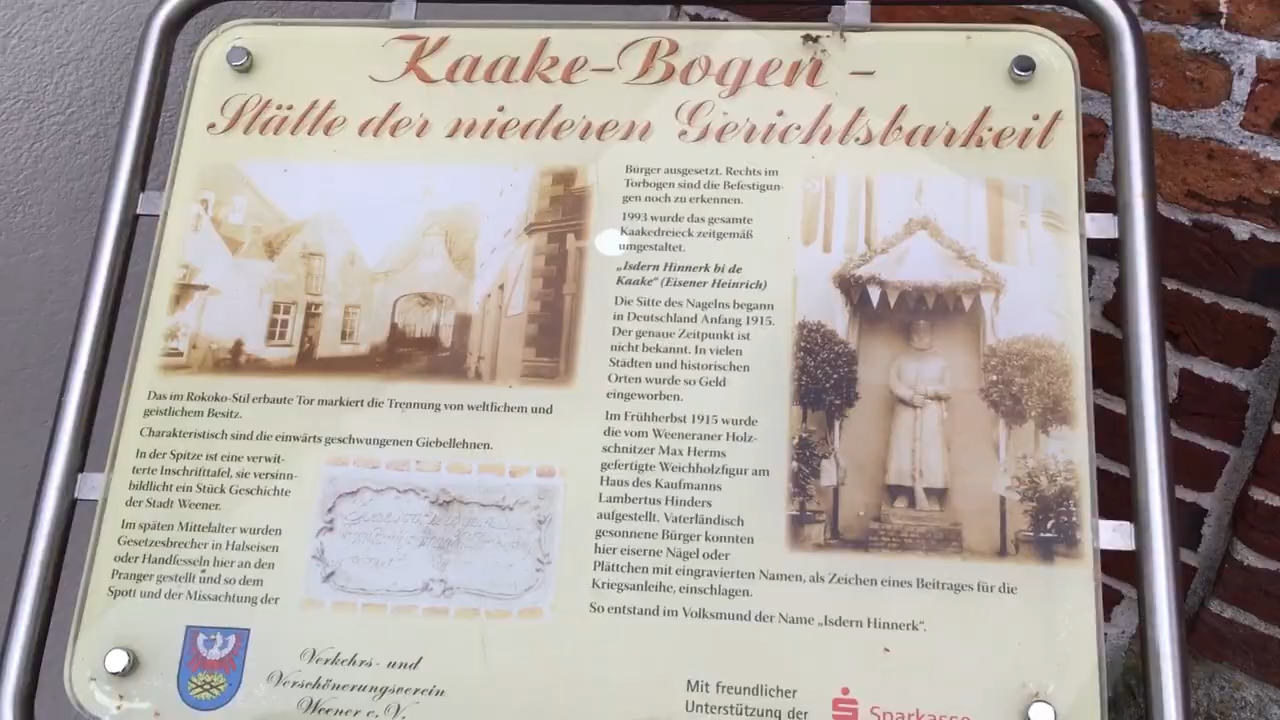 Kaake-Bogen –
Stätte der niederen Gerichtsbarkeit
Das im Rokoko-Stil erbaute Tor markiert die Trennung von weltlichem und
geistlichem Besitz.
Charakteristisch sind die einwärts geschwungenen Giebellehnen.
In der Spitze ist eine verwit-
terte Inschrifttafel, sie versinn-
bildlicht ein Stück Geschichte
der Stadt Weener.
Im späten Mittelalter wurden
Gesetzesbrecher in Halseisen
oder Handfesseln hier an den
Pranger gestellt und so dem
Spott und der Missachtung der
Bürger ausgesetzt. Rechts im
Torbogen sind die Befestigun-
gen noch zu erkennen.
1993 wurde das gesamte
Kaakedreieck zeitgemäß
umgestaltet.
„Isdern Hinnerk bi de
Kaake“ (Eisener Heinrich)
Die Sitte des Nagelns begann
in Deutschland Anfang 1915.
Der genaue Zeitpunkt ist
nicht bekannt. In vielen
Städten und historischen
Orten wurde so Geld
eingeworben.
Im Frühherbst 1915 wurde
die vom Weeneraner Holz-
schnitzer Max Herms
gefertigte Weichholzfigur am
Haus des Kaufmanns
Lambertus Hinders
aufgestellt. Vaterländisch
gesonnene Bürger konnten
hier eiserne Nägel oder
Plättchen mit eingravierten Namen, als Zeichen eines Beitrages für die
Kriegsanleihe, einschlagen.
So entstand im Volksmund der Name „Isdern Hinnerk“.
Verkehrs- und
Verschönerungsverein
Weener e.V.
Mit freundlicher
Unterstützung der
Sparkasse